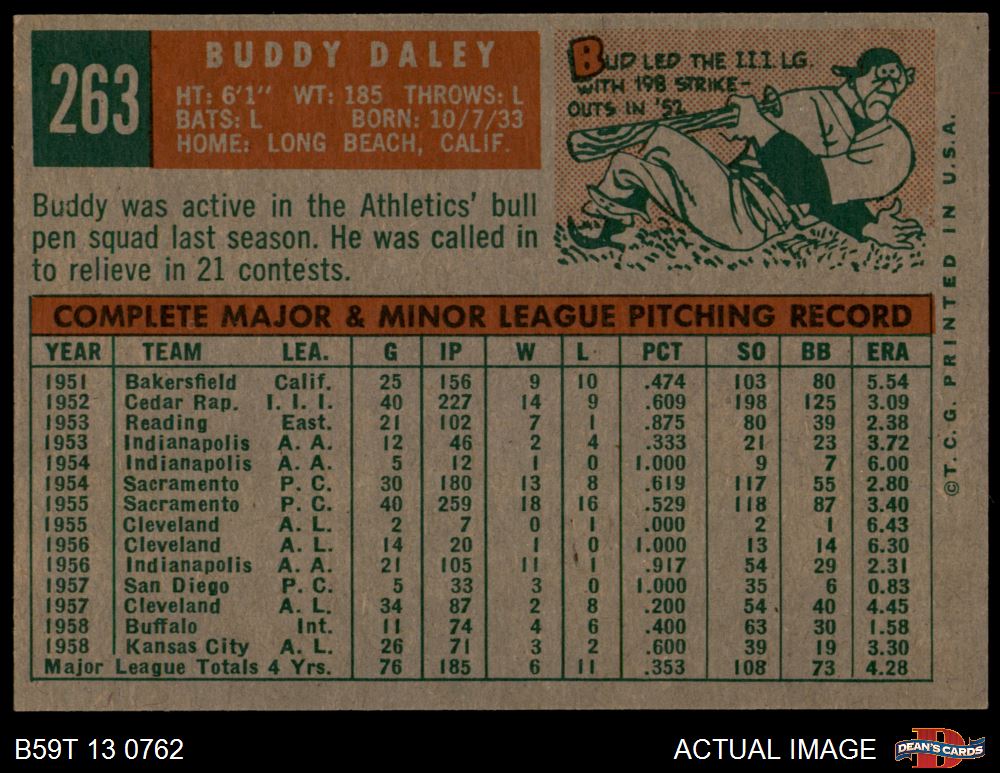 263
BUDDY DALEY
HT: 6'1" WT: 185 THROWS: L
BATS: L BORN: 10/7/33
HOME: LONG BEACH, CALIF.
BUD LED THE I.I.I. LG.
WITH 198 STRIKE-
OUTS IN '52.
Buddy was active in the Athletics' bull
pen squad last season. He was called in
to relieve in 21 contests.
COMPLETE MAJOR & MINOR LEAGUE PITCHING RECORD
YEAR TEAM LEA. G IP W L PCT SO BB ERA
1951 Bakersfield Calif. 25 156 9 10 .474 103 80 5.54
1952 Cedar Rap. I. I. I. 40 227 14 9 .609 198 125 3.09
1953 Reading East. 21 102 7 1 .875 80 39 2.38
1953 Indianapolis A. A. 12 46 2 4 .333 21 23 3.72
1954 Indianapolis A. A. 5 12 1 0 1.000 9 7 6.00
1954 Sacramento P. C. 30 180 13 8 .619 117 55 2.80
1955 Sacramento P. C. 40 259 18 16 .529 118 87 3.40
1955 Cleveland A. L. 2 7 0 1 .000 2 1 6.43
1956 Cleveland A. L. 14 20 1 0 1.000 13 14 6.30
1956 Indianapolis A. A. 21 105 11 1 .917 54 29 2.31
1957 San Diego P. C. 5 33 3 0 1.000 35 6 0.83
1957 Cleveland A. L. 34 87 2 8 .200 54 40 4.45
1958 Buffalo Int. 11 74 4 6 .400 63 30 1.58
1958 Kansas City A. L. 26 71 3 2 .600 39 19 3.30
Major League Totals 4 Yrs. 76 185 6 11 .353 108 73 4.28
©T.C.G. PRINTED IN U.S.A.
B59T 13 0762
ACTUAL IMAGE
D
DEAN'S CARDS